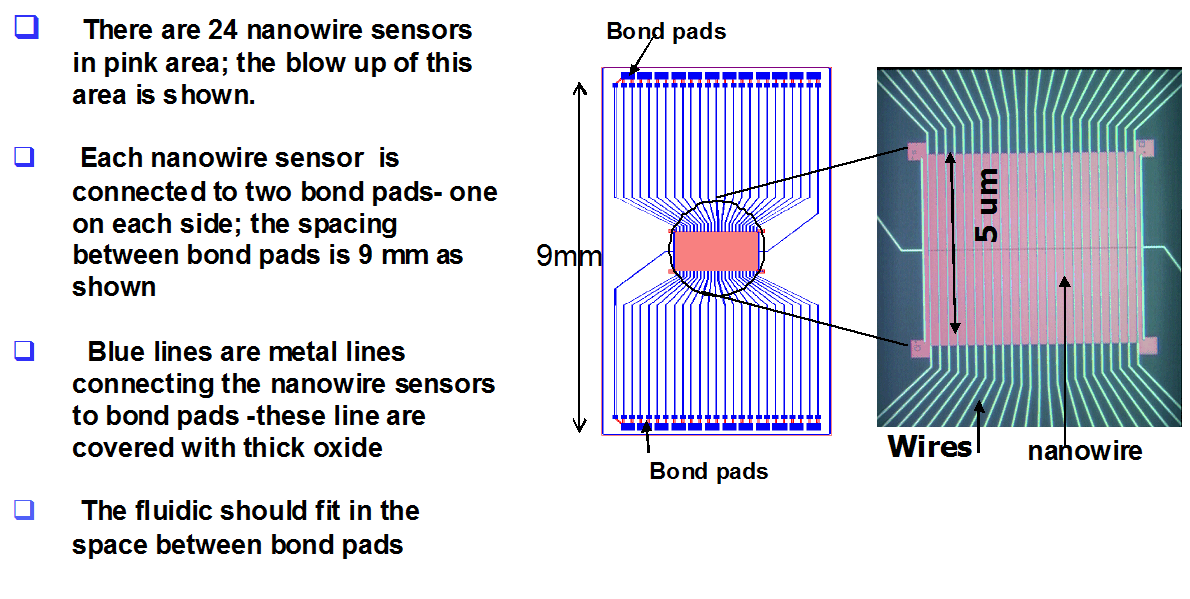 There are 24 nanowire sensors
in pink area; the blow up of this
area is shown.
Each nanowire sensor is
connected to two bond pads- one
on each side; the spacing
between bond pads is 9 mm as
shown
Blue lines are metal lines
connecting the nanowire sensors
to bond pads -these line are
covered with thick oxide
The fluidic should fit in the
space between bond pads
Bond pads
9mm
Bond pads
5 um
Wires
nanowire